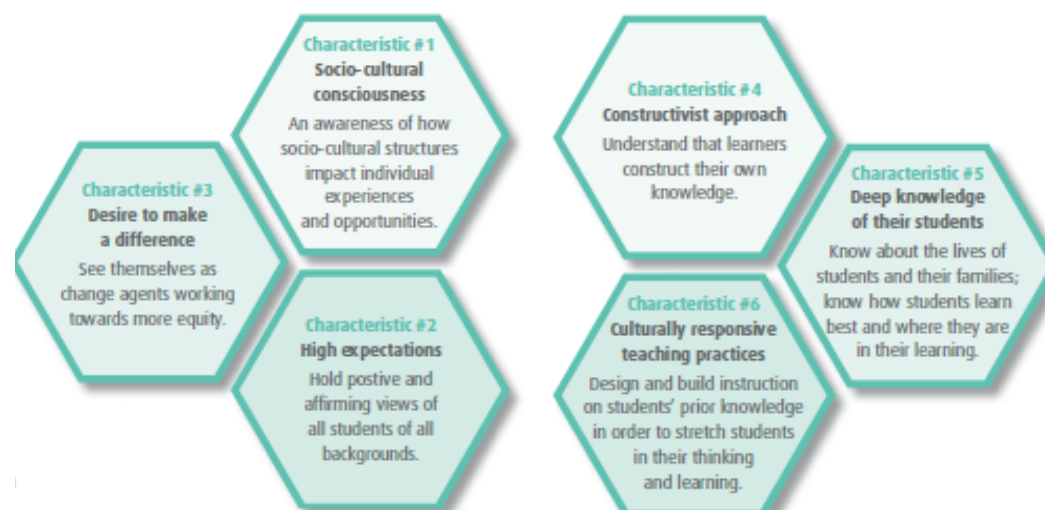 Characteristic #1
Socio-cultural
consciousness
An awareness of how
socio-cultural structures
impact individual
experiences
and opportunities.
Characteristic #3
Desire to make
a difference
See themselves as
change agents working
towards more equity.
Characteristic #2
High expectations
Hold postive and
affirming views of
all students of all
backgrounds.
Characteristic #4
Constructivist approach
Understand that learners
construct their own
knowledge.
Characteristic #5
Deep knowledge
of their students
Know about the lives of
students and their families;
know how students learn
best and where they are
in their learning.
Characteristic #6
Culturally responsive
teaching practices
Design and build instruction
on students' prior knowledge
in order to stretch students
in their thinking
and learning.